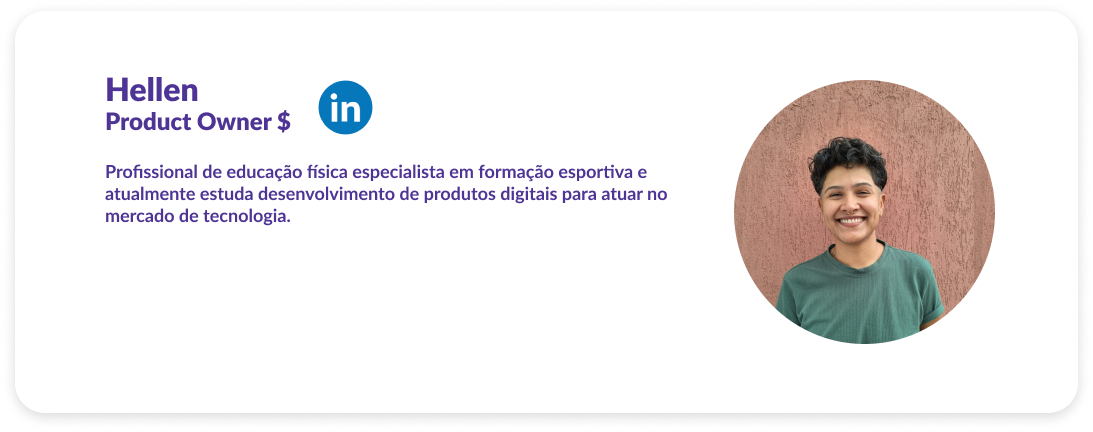 Hellen
Product Owner $
in
Profissional de educação física especialista em formação esportiva e
atualmente estuda desenvolvimento de produtos digitais para atuar no
mercado de tecnologia.